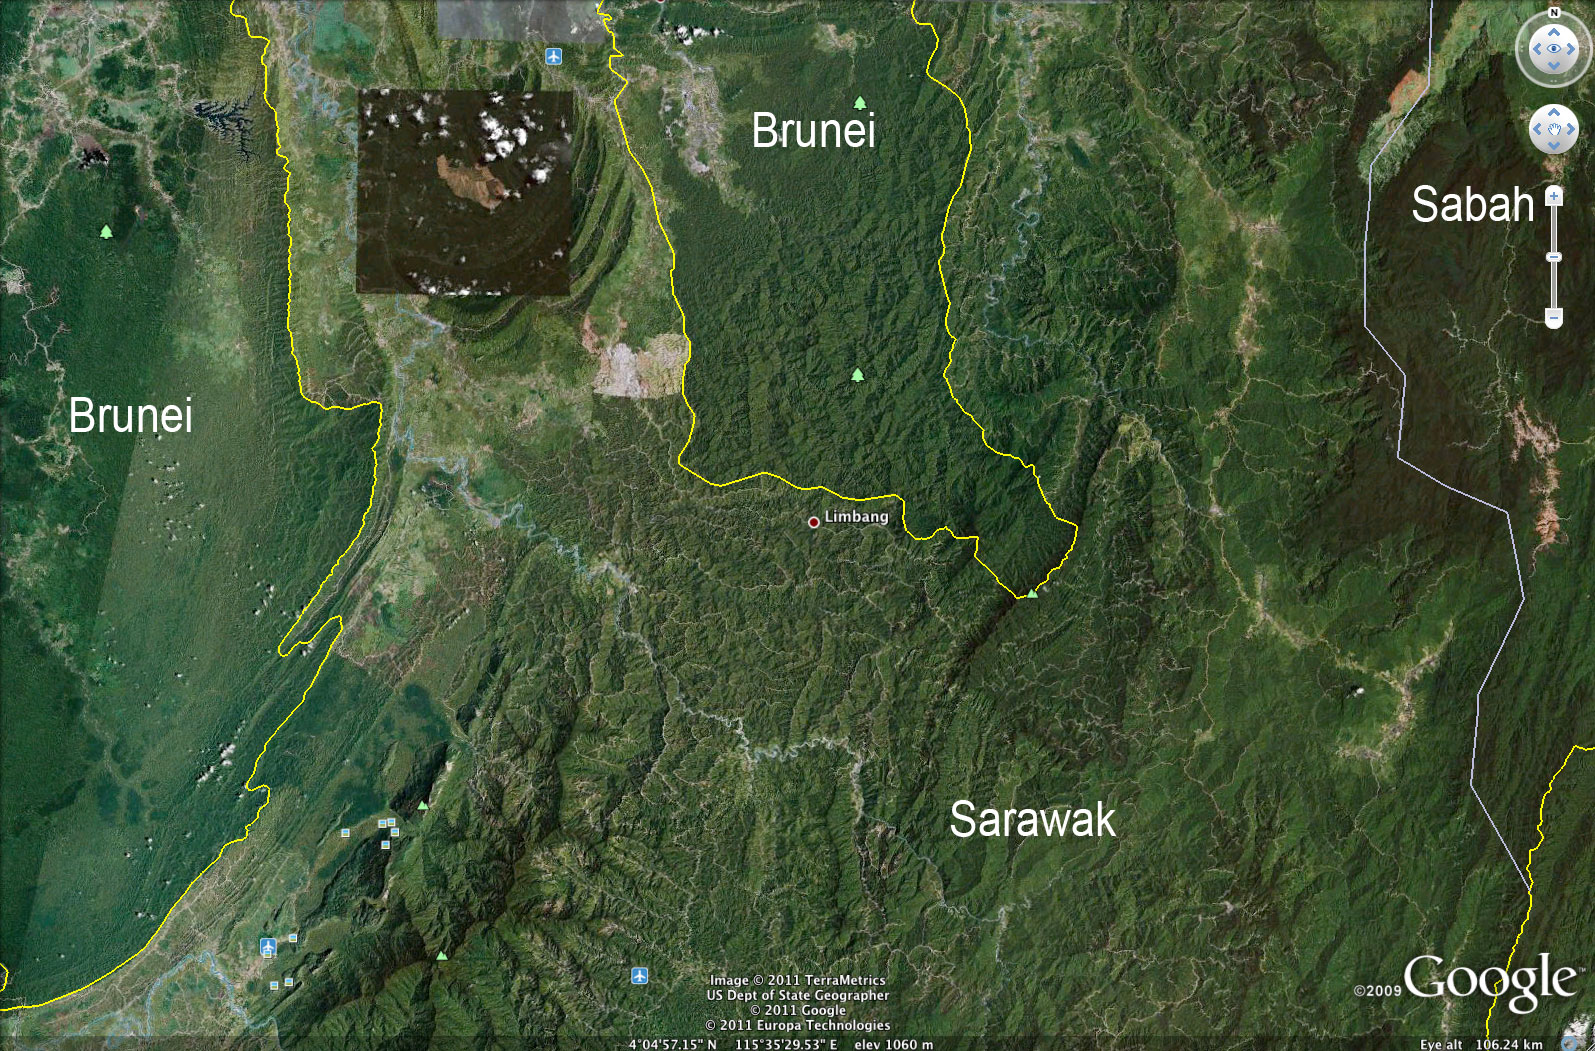 N
Brunei
Sabah
Brunei
Limbang
Sarawak
Image © 2011 TerraMetrics
US Dept of State Geographer
© 2011 Google
© 2011 Europa Technologies
©2009 Google™
4°04'57.15" N 115°35'29.53" E elev 1060 m
Eye alt 106.24 km